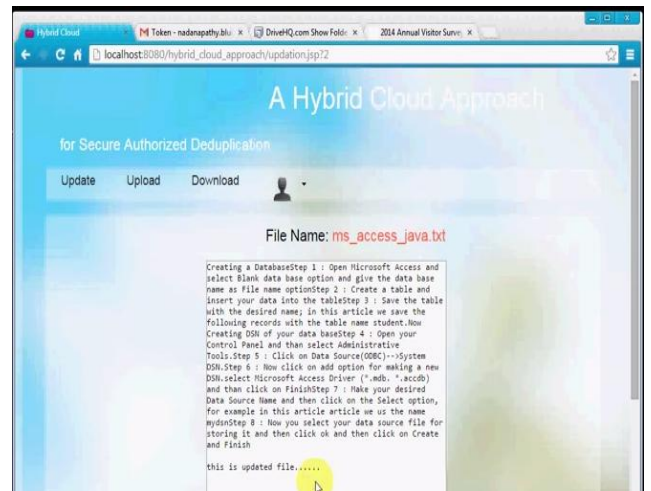 Hybrid Cloud
Token - nadanapathy.blu
DriveHQ.com Show Folde
2014 Annual Visitor Surve
localhost:8080/hybrid_cloud_approach/updation.jsp?2
A Hybrid Cloud Approach
for Secure Authorized Deduplication
Update Upload Download
File Name: ms_access_java.txt
Creating a DatabaseStep 1 : Open Microsoft Access and
select Blank data base option and give the data base
name as File name optionStep 2 : Create a table and
insert your data into the tableStep 3 : Save the table
with the desired name; in this article we save the
following records with the table name student.Now
Creating DSN of your data baseStep 4 : Open your
Control Panel and than select Administrative
Tools.Step 5 : Click on Data Source(ODBC)-->System
DSN.Step 6 : Now click on add option for making a new
DSN.select Microsoft Access Driver (*.mdb. *.accdb)
and than click on FinishStep 7 : Make your desired
Data Source Name and then click on the Select option,
for example in this article article we us the name
mydsnStep 8 : Now you select your data source file for
storing it and then click ok and then click on Create
and Finish
this is updated file......